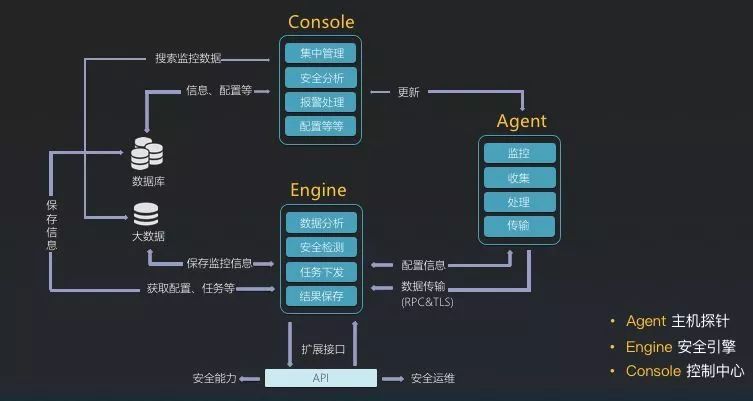 Console
搜索监控数据
集中管理
安全分析
信息、配置等
报警处理
更新
配置等等
Agent
监控
数据库
收集
Engine
处理
保存信息
大数据
数据分析
传输
安全检测
保存监控信息
任务下发
配置信息
获取配置、任务等
结果保存
数据传输
(RPC&TLS)
• Agent 主机探针
扩展接口
• Engine 安全引擎
安全能力
API
安全运维
• Console 控制中心